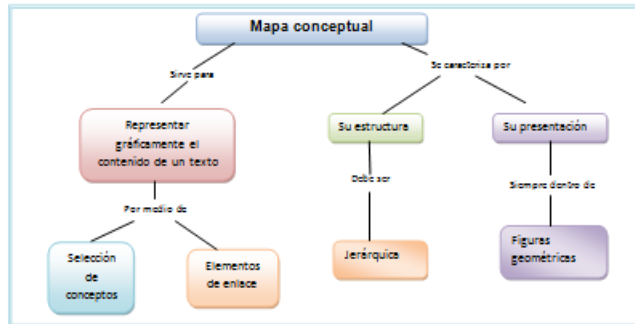 Mapa conceptual
Sirve para
Se caracteriza por
Representar
gráficamente el
contenido de un texto
Su estructura
Su presentación
Debe ser
Siempre dentro de
Por medio de
Selección
de
conceptos
Elementos
de enlace
Jerárquica
Figuras
geométricas